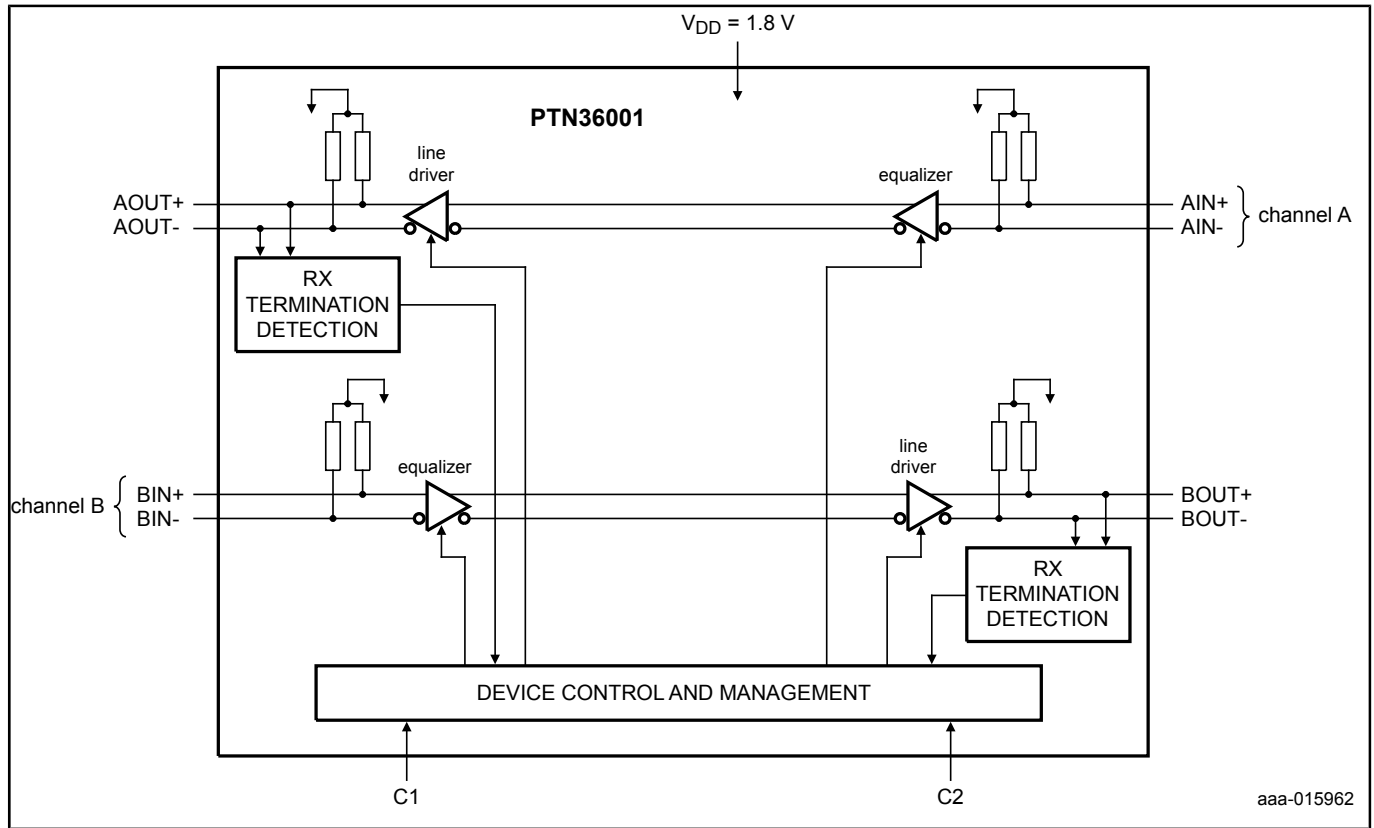 VDD = 1.8 V
PTN36001
line
driver
equalizer
AOUT+
AOUT-
AIN+
AIN-
channel A
RX
TERMINATION
DETECTION
equalizer
line
driver
channel B
BIN+
BIN-
BOUT+
BOUT-
RX
TERMINATION
DETECTION
DEVICE CONTROL AND MANAGEMENT
C1
C2
aaa-015962